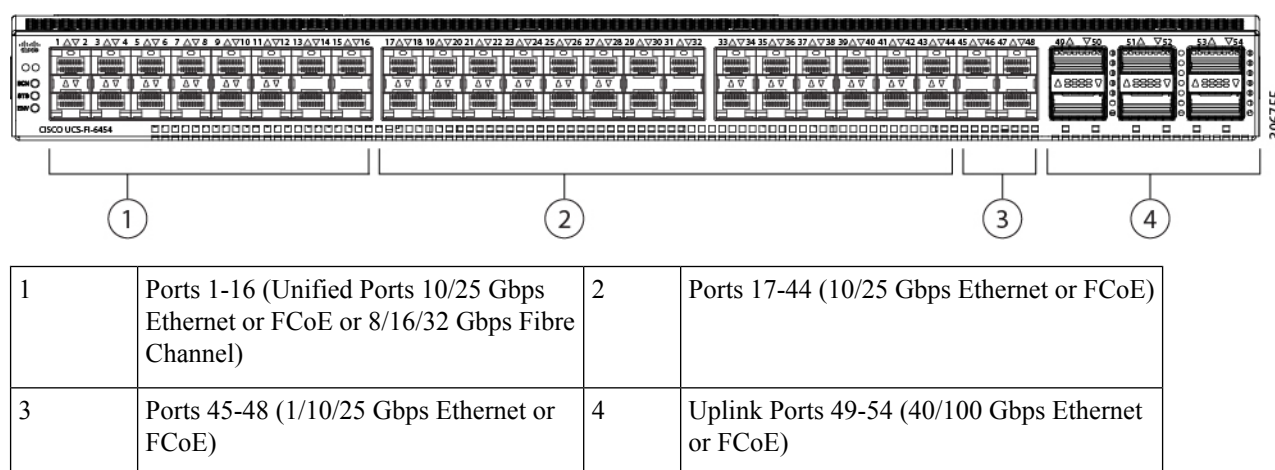 1 △▽ 2 3 △▽ 4 5 △▽ 6 7 △▽ 8 9 △▽10 11△▽12 13△▽14 15△▽16 17△▽18 19△▽20 21△▽22 23△▽24 25△▽26 27△▽28 29△▽30 31△▽32 33△▽34 35△▽36 37△▽38 39△▽40 41△▽42 43△▽44 45△▽46 47△▽48 49△ ▽50 51△ ▽52 53△ ▽54
BCN
STS
ENV
CISCO UCS-FI-6454
1
2
3
4
1
Ports 1-16 (Unified Ports 10/25 Gbps
Ethernet or FCoE or 8/16/32 Gbps Fibre
Channel)
2
Ports 17-44 (10/25 Gbps Ethernet or FCoE)
3
Ports 45-48 (1/10/25 Gbps Ethernet or
FCoE)
4
Uplink Ports 49-54 (40/100 Gbps Ethernet
or FCoE)